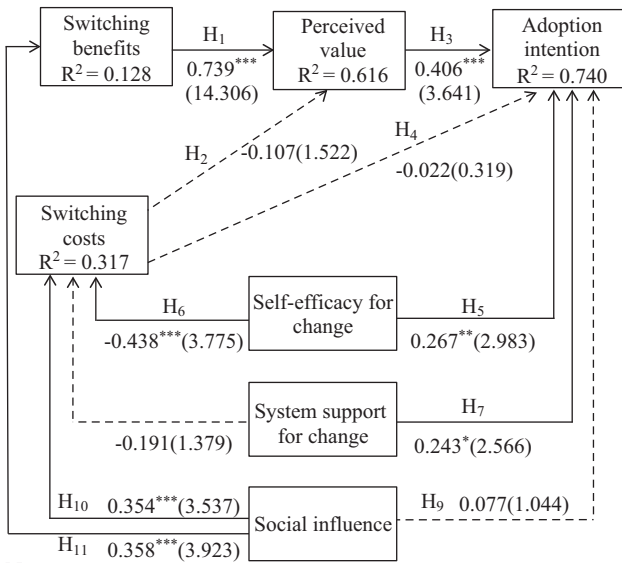 Switching
benefits
R² = 0.128
H₁
0.739***
(14.306)
Perceived
value
R² = 0.616
H₃
0.406***
(3.641)
Adoption
intention
R² = 0.740
H₂
-0.107(1.522)
H₄
-0.022(0.319)
Switching
costs
R² = 0.317
H₆
-0.438***(3.775)
Self-efficacy for
change
H₅
0.267**(2.983)
-0.191(1.379)
System support
for change
H₇
0.243*(2.566)
H₁₀ 0.354***(3.537)
H₁₁ 0.358***(3.923)
Social influence
H₉ 0.077(1.044)